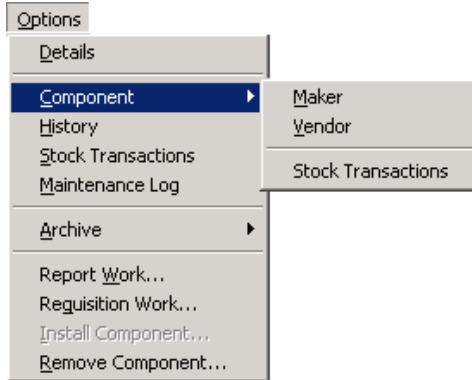 Options
Details
Component
History
Stock Transactions
Maintenance Log
Archive
Report Work...
Requisition Work...
Install Component...
Remove Component...
Maker
Vendor
Stock Transactions